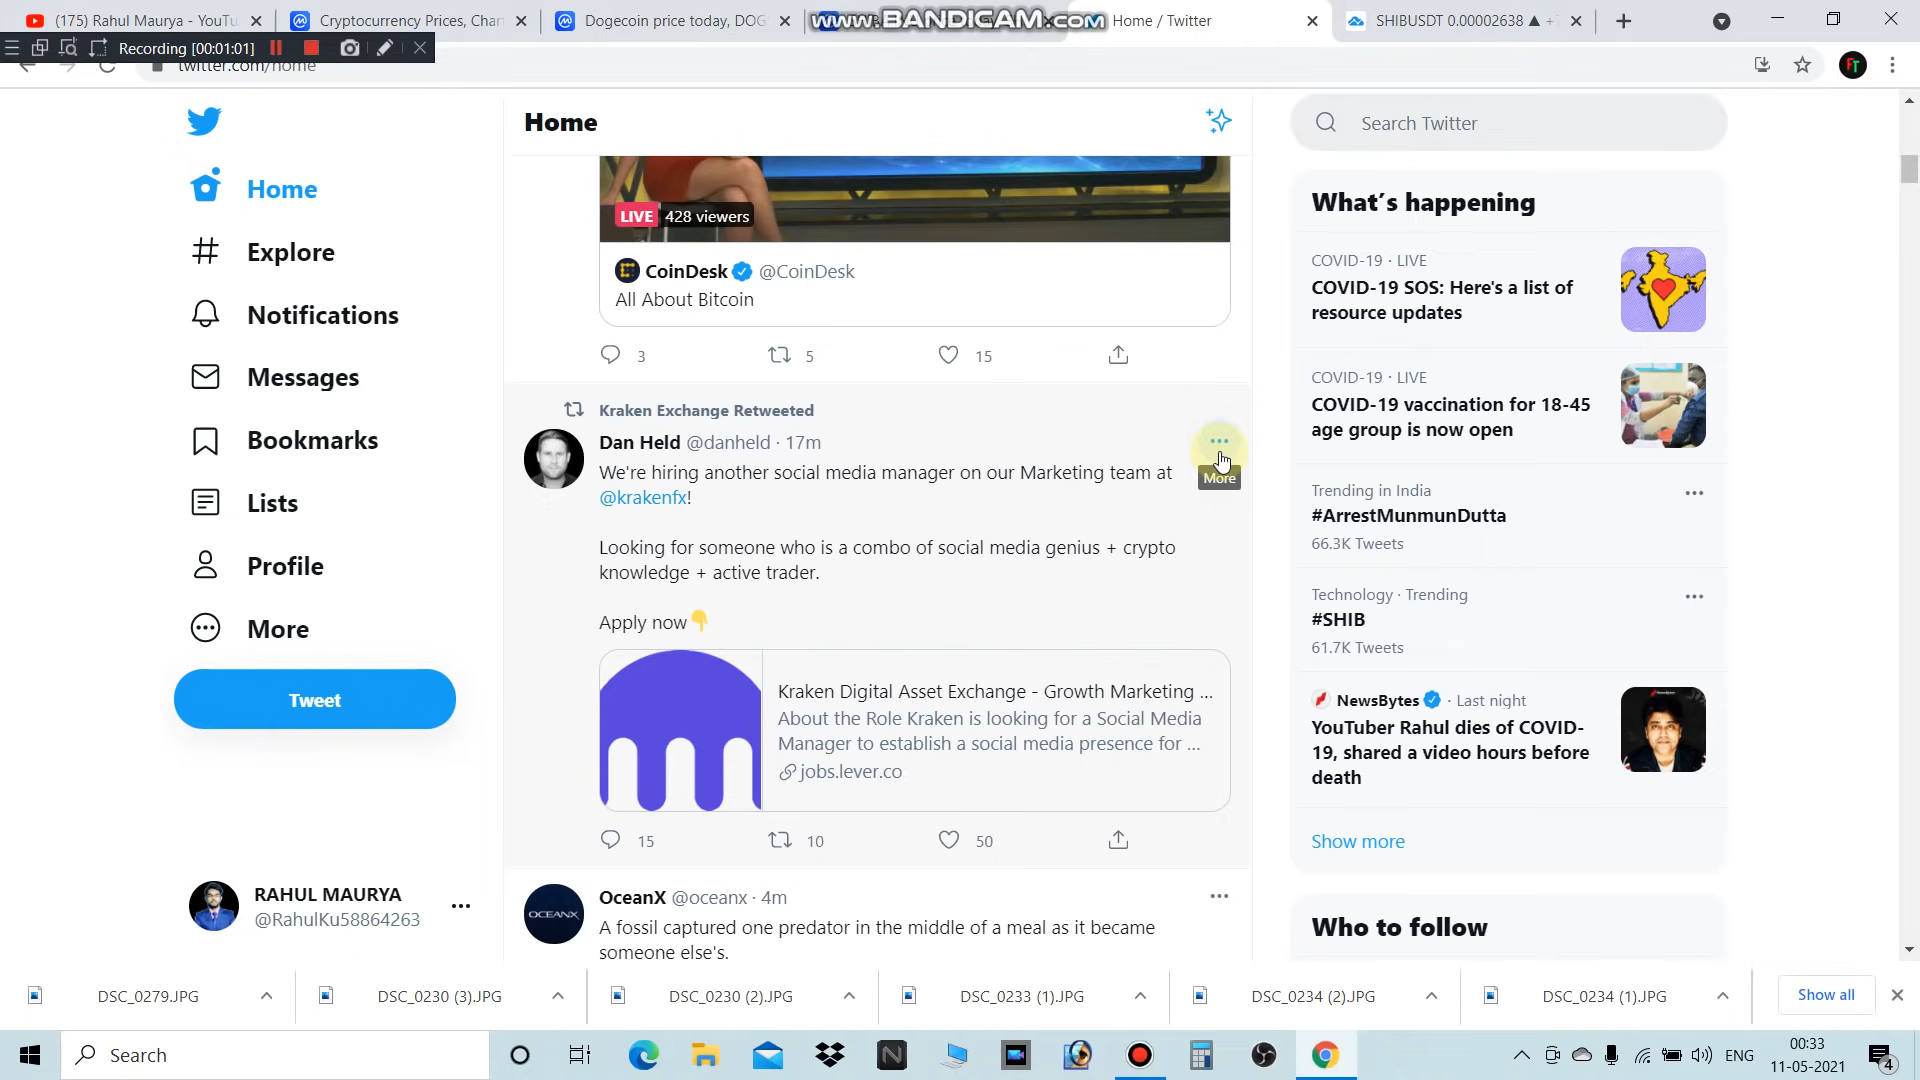 (175) Rahul Maurya - YouTu
Cryptocurrency Prices, Char
Dogecoin price today, DOG
www.BANDICAM.com
Home / Twitter
SHIBUSDT 0.00002638 ▲ +
Recording [00:01:01]
twitter.com/home
FT
Home
Explore
Notifications
Messages
Bookmarks
Lists
Profile
More
Tweet
RAHUL MAURYA
@RahulKu58864263
Home
LIVE 428 viewers
CoinDesk @CoinDesk
All About Bitcoin
3 5 15
Kraken Exchange Retweeted
Dan Held @danheld · 17m
We're hiring another social media manager on our Marketing team at
@krakenfx!
More
Looking for someone who is a combo of social media genius + crypto
knowledge + active trader.
Apply now👇
Kraken Digital Asset Exchange - Growth Marketing ...
About the Role Kraken is looking for a Social Media
Manager to establish a social media presence for ...
jobs.lever.co
15 10 50
OCEANX
OceanX @oceanx · 4m
A fossil captured one predator in the middle of a meal as it became
someone else's.
Search Twitter
What's happening
COVID-19 · LIVE
COVID-19 SOS: Here's a list of
resource updates
COVID-19 · LIVE
COVID-19 vaccination for 18-45
age group is now open
Trending in India
#ArrestMunmunDutta
66.3K Tweets
Technology · Trending
#SHIB
61.7K Tweets
NewsBytes · Last night
YouTuber Rahul dies of COVID-
19, shared a video hours before
death
Show more
Who to follow
DSC_0279.JPG
DSC_0230 (3).JPG
DSC_0230 (2).JPG
DSC_0233 (1).JPG
DSC_0234 (2).JPG
DSC_0234 (1).JPG
Show all
Search
ENG
00:33
11-05-2021
4